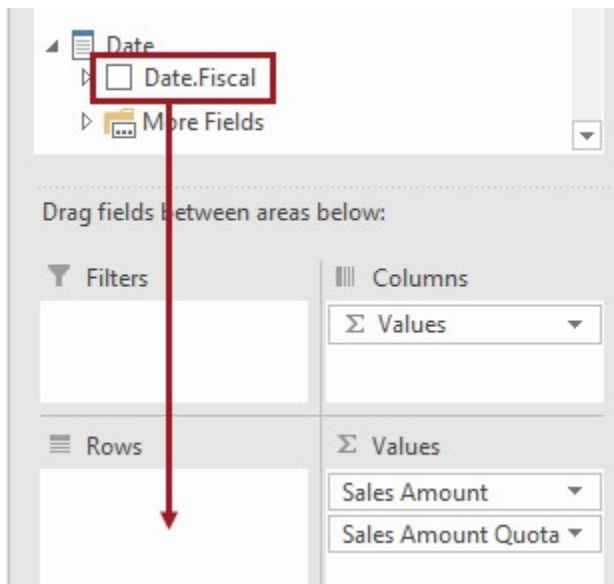 Date
Date.Fiscal
More Fields
Drag fields between areas below:
Filters
Columns
Σ Values
Rows
Σ Values
Sales Amount
Sales Amount Quota